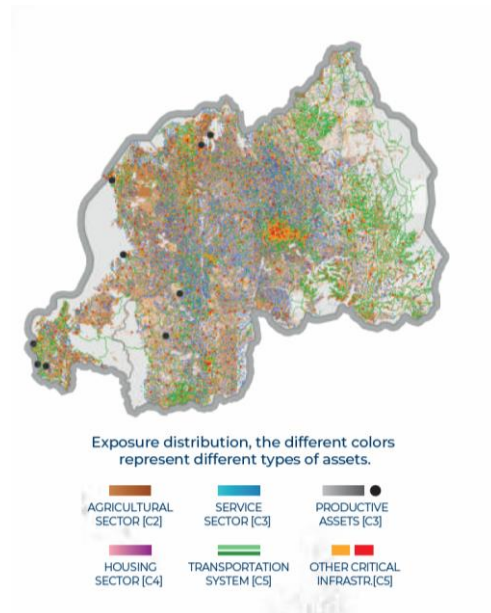 Exposure distribution, the different colors
represent different types of assets.
AGRICULTURAL
SECTOR [C2]
SERVICE
SECTOR [C3]
PRODUCTIVE
ASSETS [C3]
HOUSING
SECTOR [C4]
TRANSPORTATION
SYSTEM [C5]
OTHER CRITICAL
INFRASTR.[C5]